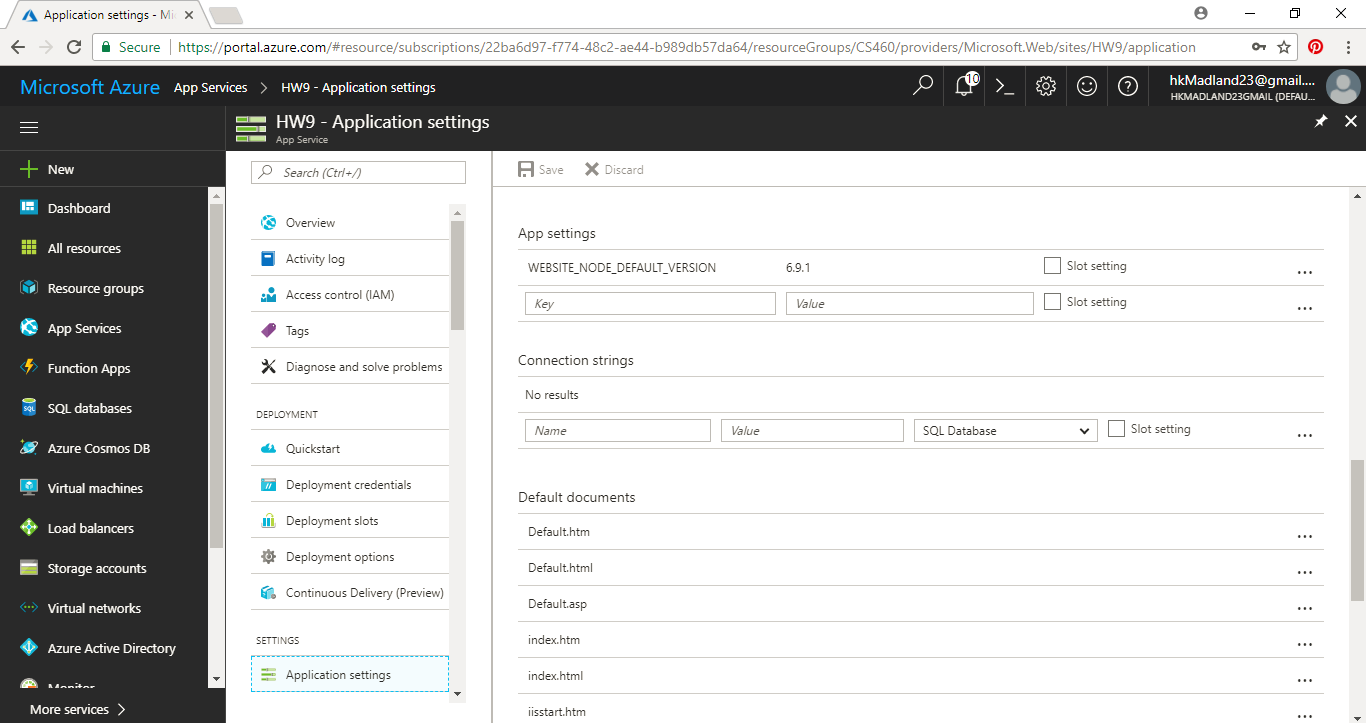 Application settings - Mi
Secure
https://portal.azure.com/#resource/subscriptions/22ba6d97-f774-48c2-ae44-b989db57da64/resourceGroups/CS460/providers/Microsoft.Web/sites/HW9/application
Microsoft Azure App Services > HW9 - Application settings
10
hkMadland23@gmail....
HKMADLAND23GMAIL (DEFAU...
HW9 - Application settings
App Service
New
Dashboard
All resources
Resource groups
App Services
Function Apps
SQL databases
Azure Cosmos DB
Virtual machines
Load balancers
Storage accounts
Virtual networks
Azure Active Directory
Monitor
More services >
Search (Ctrl+/)
Overview
Activity log
Access control (IAM)
Tags
Diagnose and solve problems
DEPLOYMENT
Quickstart
Deployment credentials
Deployment slots
Deployment options
Continuous Delivery (Preview)
SETTINGS
Application settings
Save Discard
App settings
WEBSITE_NODE_DEFAULT_VERSION 6.9.1 Slot setting ...
Key Value Slot setting ...
Connection strings
No results
Name Value SQL Database Slot setting ...
Default documents
Default.htm ...
Default.html ...
Default.asp ...
index.htm ...
index.html ...
iisstart.htm ...